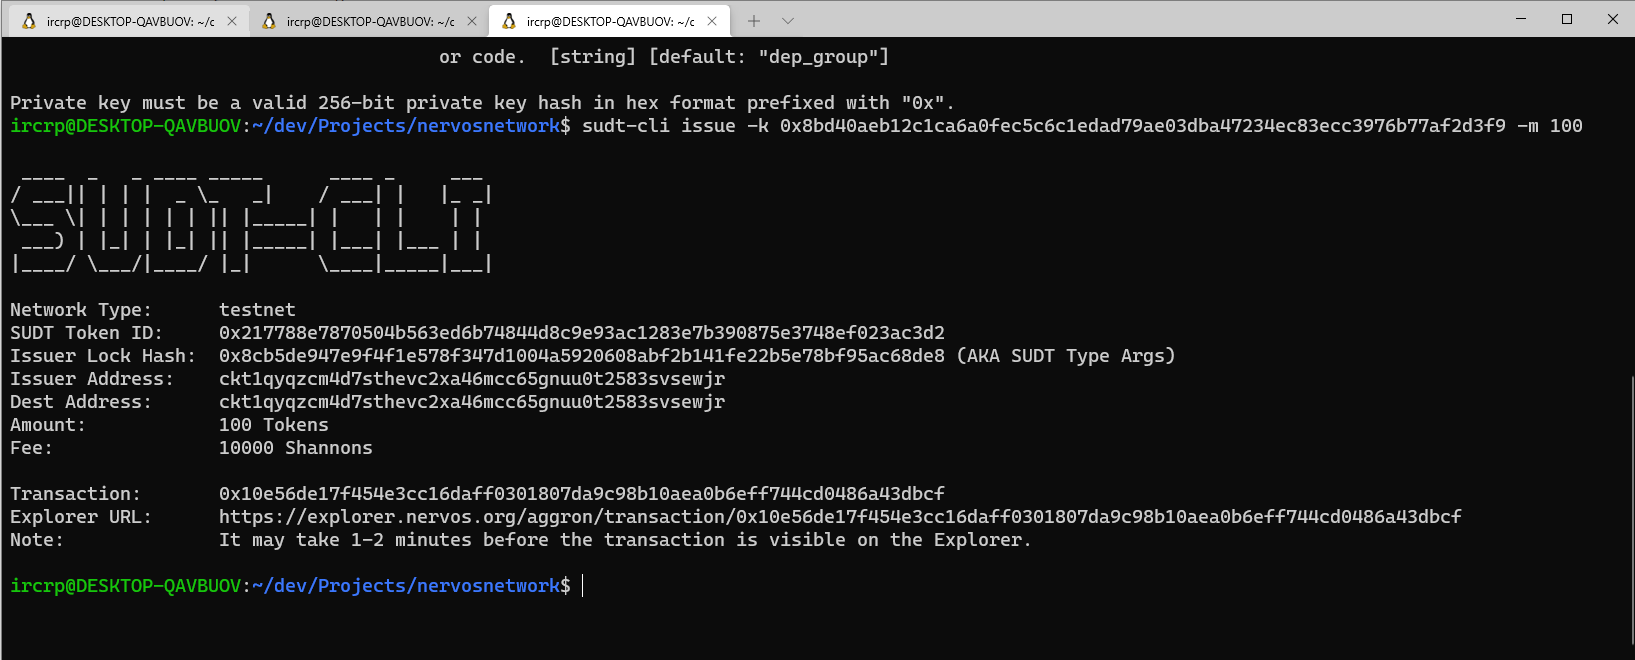 ircrp@DESKTOP-QAVBUOV: ~/c
ircrp@DESKTOP-QAVBUOV: ~/c
ircrp@DESKTOP-QAVBUOV: ~/c
or code.  [string] [default: "dep_group"]
Private key must be a valid 256-bit private key hash in hex format prefixed with "0x".
ircrp@DESKTOP-QAVBUOV:~/dev/Projects/nervosnetwork$ sudt-cli issue -k 0x8bd40aeb12c1ca6a0fec5c6c1edad79ae03dba47234ec83ecc3976b77af2d3f9 -m 100
SUDT-CLI
Network Type: testnet
SUDT Token ID: 0x217788e7870504b563ed6b74844d8c9e93ac1283e7b390875e3748ef023ac3d2
Issuer Lock Hash: 0x8cb5de947e9f4f1e578f347d1004a5920608abf2b141fe22b5e78bf95ac68de8 (AKA SUDT Type Args)
Issuer Address: ckt1qyqzcm4d7sthevc2xa46mcc65gnuu0t2583svsewjr
Dest Address: ckt1qyqzcm4d7sthevc2xa46mcc65gnuu0t2583svsewjr
Amount: 100 Tokens
Fee: 10000 Shannons
Transaction: 0x10e56de17f454e3cc16daff0301807da9c98b10aea0b6eff744cd0486a43dbcf
Explorer URL: https://explorer.nervos.org/aggron/transaction/0x10e56de17f454e3cc16daff0301807da9c98b10aea0b6eff744cd0486a43dbcf
Note: It may take 1-2 minutes before the transaction is visible on the Explorer.
ircrp@DESKTOP-QAVBUOV:~/dev/Projects/nervosnetwork$